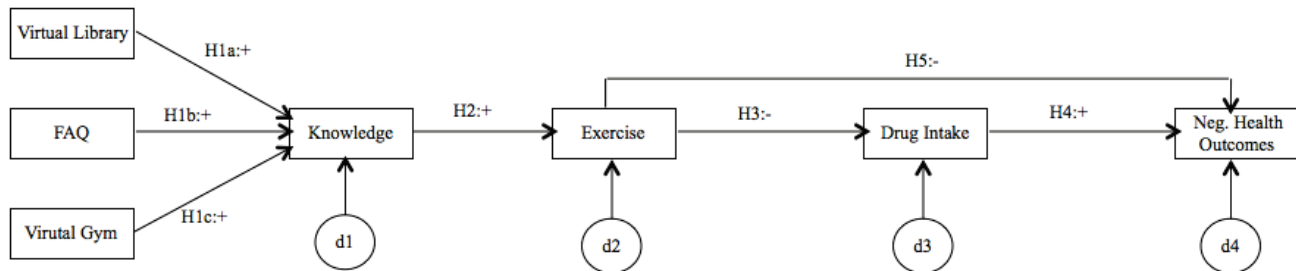 Virtual Library
H1a:+
H5:-
FAQ
H1b:+
Knowledge
H2:+
Exercise
H3:-
Drug Intake
H4:+
Neg. Health
Outcomes
Virutal Gym
H1c:+
d1
d2
d3
d4